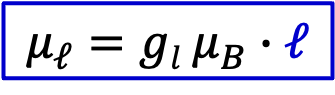 μ_ℓ = g_l μ_B · ℓ